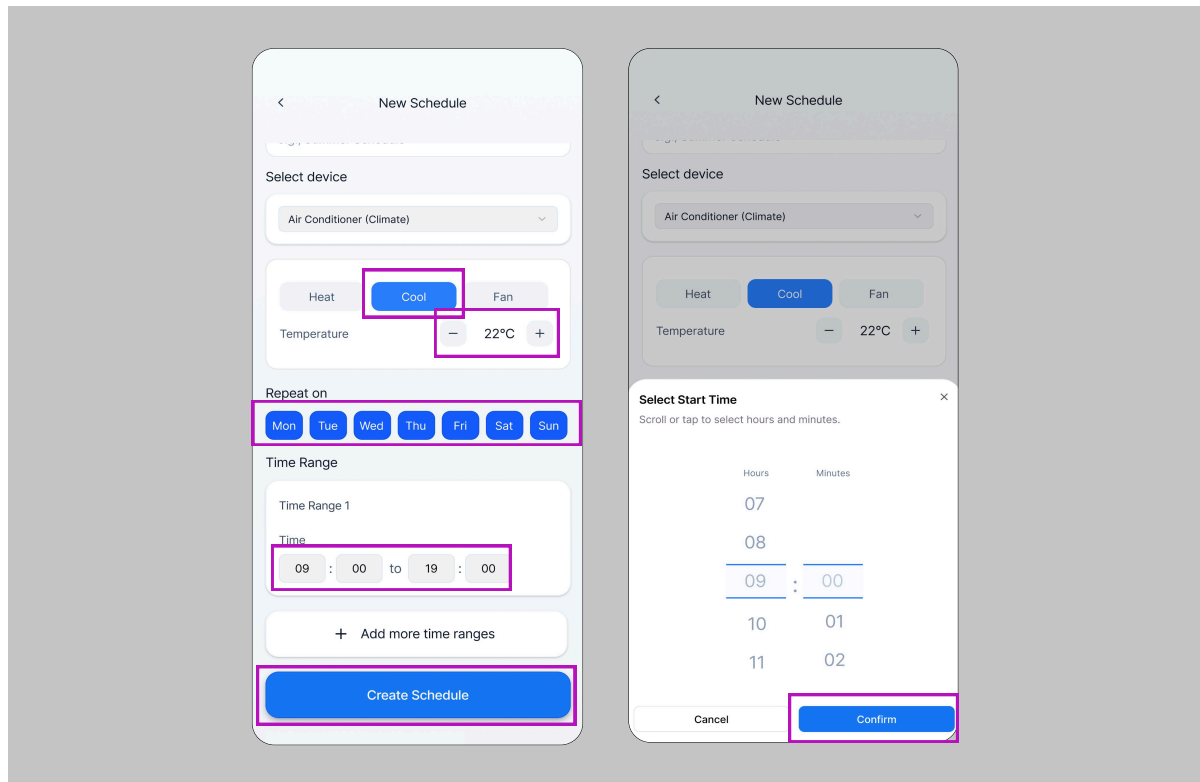 New Schedule
Select device
Air Conditioner (Climate)
Heat Cool Fan
Temperature − 22°C +
Repeat on
Mon Tue Wed Thu Fri Sat Sun
Time Range
Time Range 1
Time
09 : 00 to 19 : 00
+ Add more time ranges
Create Schedule
New Schedule
Select device
Air Conditioner (Climate)
Heat Cool Fan
Temperature − 22°C +
Select Start Time
Scroll or tap to select hours and minutes.
Hours Minutes
07
08
09 : 00
10 01
11 02
Cancel Confirm